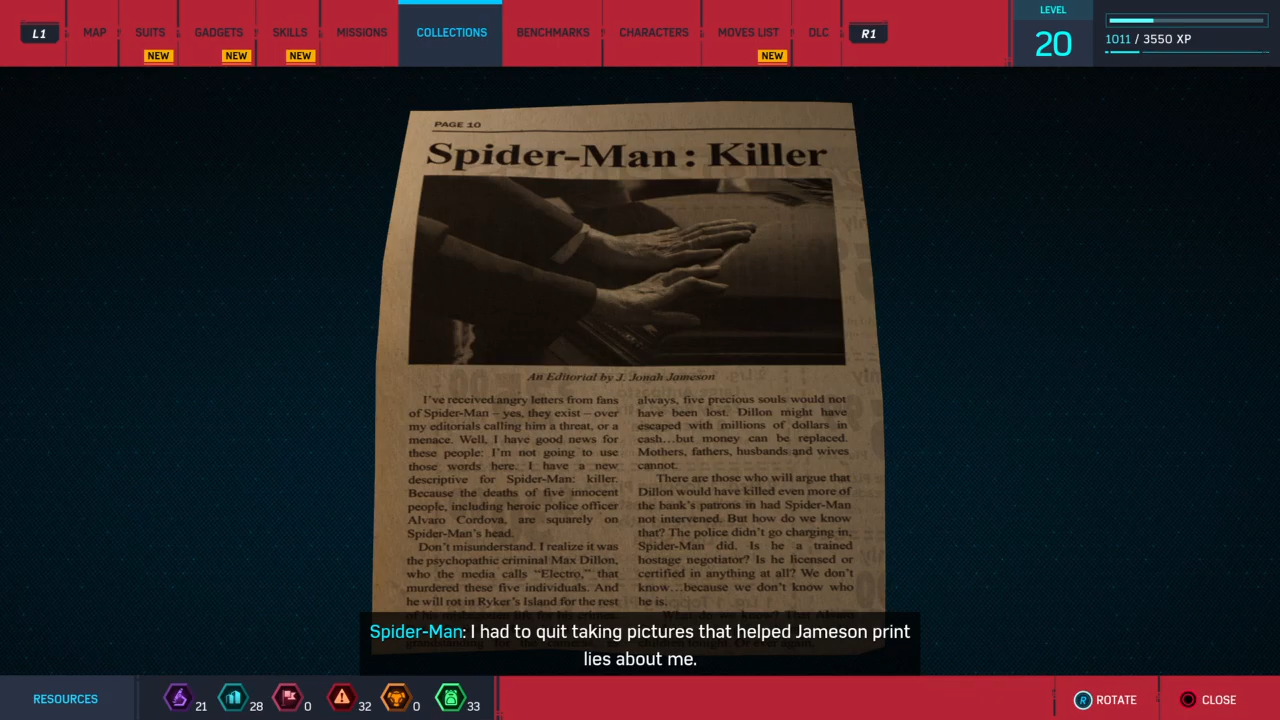 L1 MAP SUITS GADGETS SKILLS MISSIONS COLLECTIONS BENCHMARKS CHARACTERS MOVES LIST DLC R1
NEW NEW NEW NEW
LEVEL
20
1011 / 3550 XP
PAGE 10
Spider-Man : Killer
An Editorial by J. Jonah Jameson
I've received angry letters from fans
of Spider-Man – yes, they exist – over
my editorials calling him a threat, or a
menace. Well, I have good news for
these people: I'm not going to use
those words here. I have a new
descriptive for Spider-Man: killer.
Because the deaths of five innocent
people, including heroic police officer
Alvaro Cordova, are squarely on
Spider-Man's head.
Don't misunderstand. I realize it was
the psychopathic criminal Max Dillon,
who the media calls "Electro," that
murdered these five individuals. And
he will rot in Ryker's Island for the rest
always, five precious souls would not
have been lost. Dillon might have
escaped with millions of dollars in
cash...but money can be replaced.
Mothers, fathers, husbands and wives
cannot.
There are those who will argue that
Dillon would have killed even more of
the bank's patrons in had Spider-Man
not intervened. But how do we know
that? The police didn't go charging in,
Spider-Man did. Is he a trained
hostage negotiator? Is he licensed or
certified in anything at all? We don't
know...because we don't know who
he is.
Spider-Man: I had to quit taking pictures that helped Jameson print
lies about me.
RESOURCES 21 28 0 32 0 33
R ROTATE CLOSE